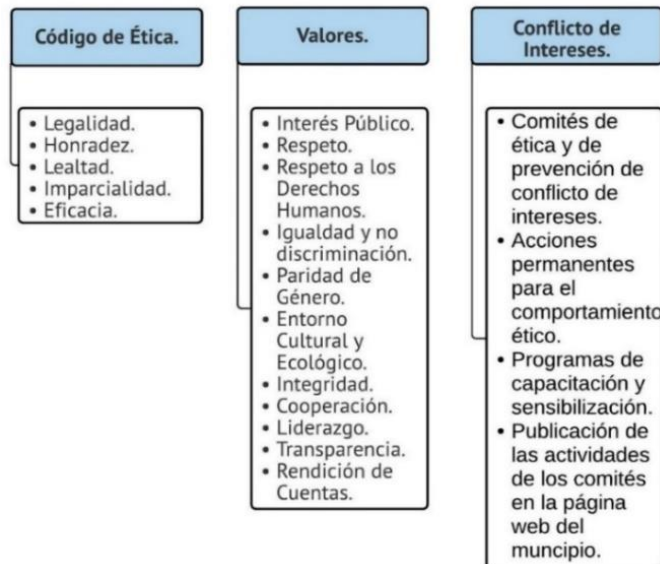 Código de Ética.
• Legalidad.
• Honradez.
• Lealtad.
• Imparcialidad.
• Eficacia.
Valores.
• Interés Público.
• Respeto.
• Respeto a los
Derechos
Humanos.
• Igualdad y no
discriminación.
• Paridad de
Género.
• Entorno
Cultural y
Ecológico.
• Integridad.
• Cooperación.
• Liderazgo.
• Transparencia.
• Rendición de
Cuentas.
Conflicto de
Intereses.
• Comités de
ética y de
prevención de
conflicto de
intereses.
• Acciones
permanentes
para el
comportamiento
ético.
• Programas de
capacitación y
sensibilización.
• Publicación de
las actividades
de los comités
en la página
web del
muncipio.